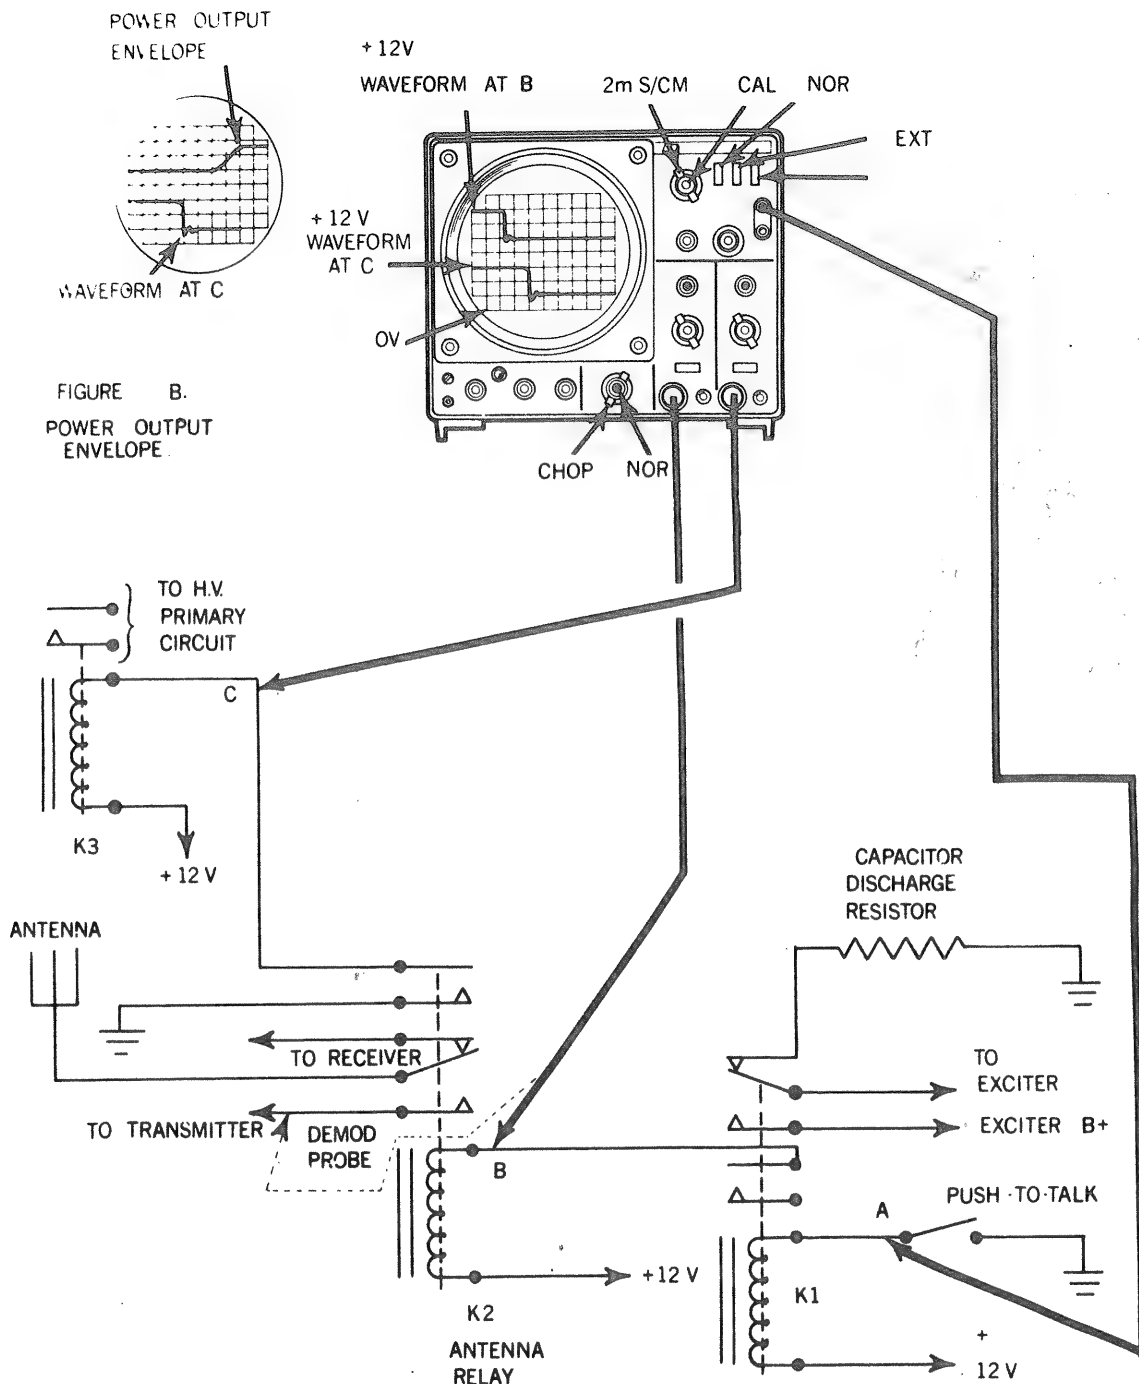 POWER OUTPUT
ENVELOPE
+ 12V
WAVEFORM AT B
2m S/CM
CAL
NOR
EXT
+ 12 V
WAVEFORM
AT C
WAVEFORM AT C
OV
FIGURE B.
POWER OUTPUT
ENVELOPE.
CHOP
NOR
TO H.V.
PRIMARY
CIRCUIT
C
K3
+ 12 V
CAPACITOR
DISCHARGE
RESISTOR
ANTENNA
TO RECEIVER
TO
EXCITER
TO TRANSMITTER
DEMOD
PROBE
EXCITER B+
B
A
PUSH-TO-TALK
+12 V
K2
K1
ANTENNA
RELAY
+
12 V